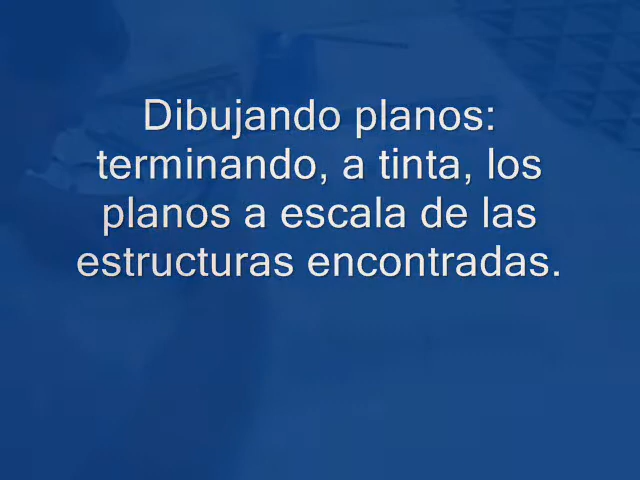 Dibujando planos:
terminando, a tinta, los
planos a escala de las
estructuras encontradas.